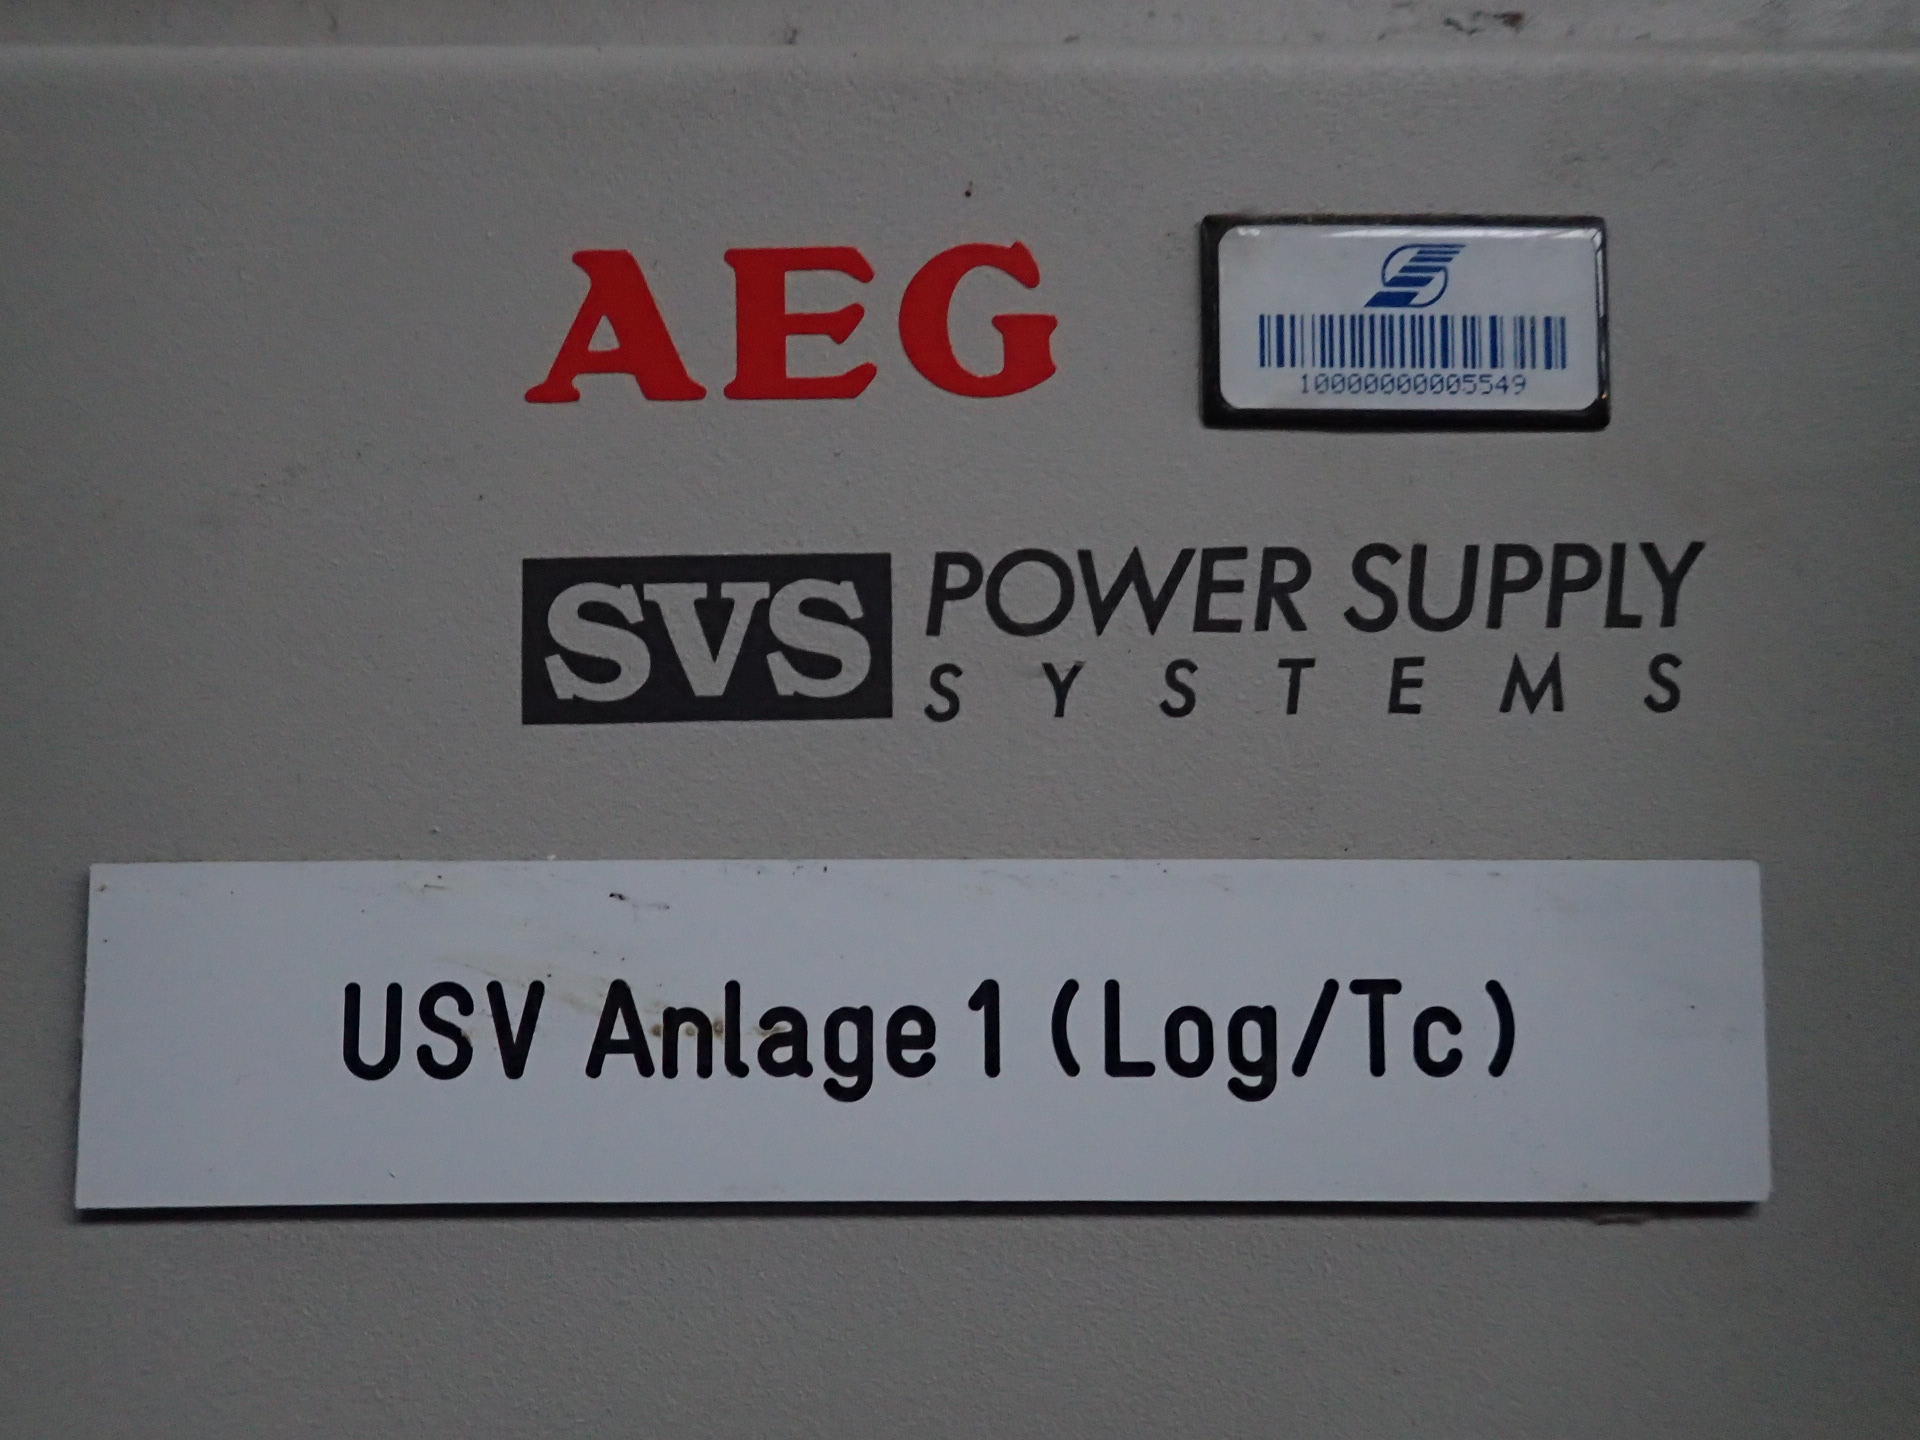 AEG
10000000005549
SVS POWER SUPPLY
SYSTEMS
USV Anlage 1 (Log/Tc)